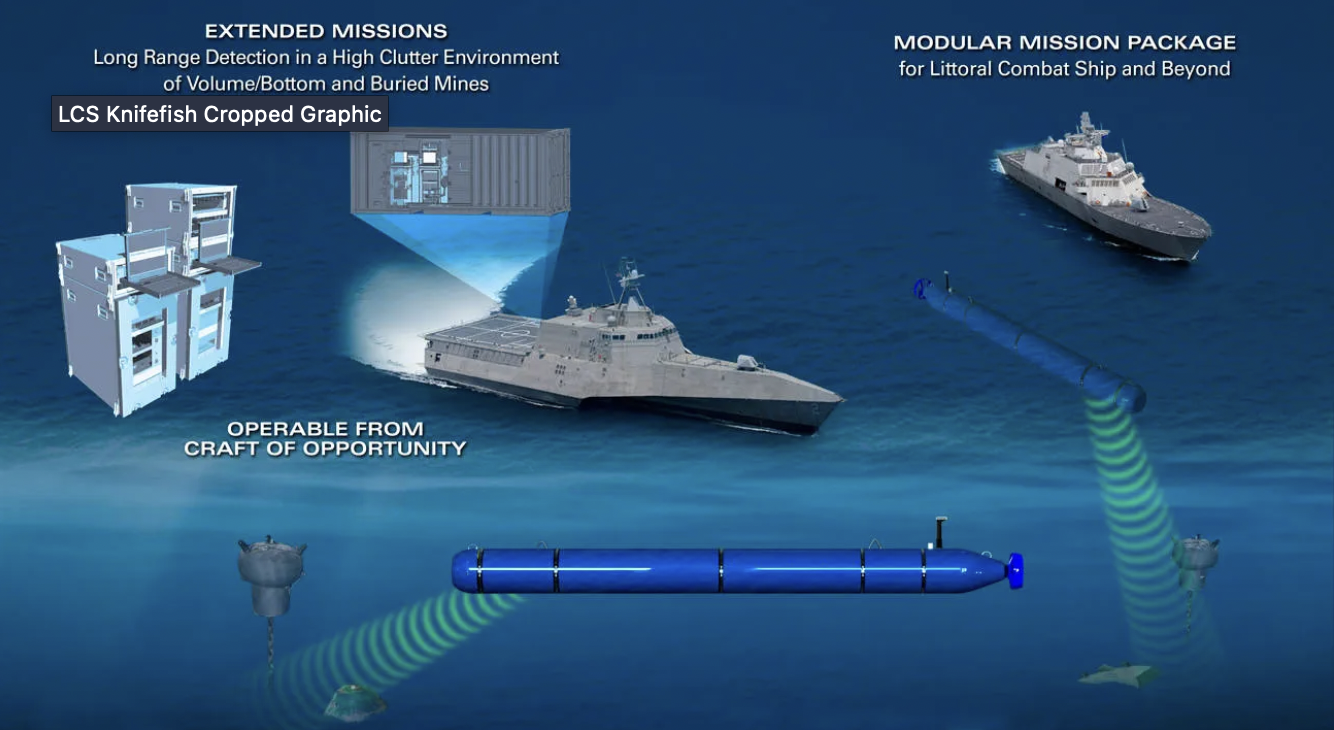 EXTENDED MISSIONS
Long Range Detection in a High Clutter Environment
of Volume/Bottom and Buried Mines
LCS Knifefish Cropped Graphic
MODULAR MISSION PACKAGE
for Littoral Combat Ship and Beyond
OPERABLE FROM
CRAFT OF OPPORTUNITY
2